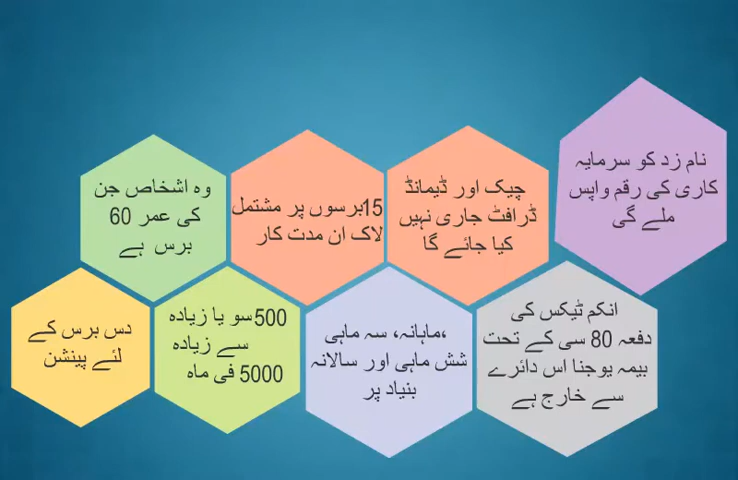 نام زد کو سرمایہ
کاری کی رقم واپس
ملے گی
چیک اور ڈیمانڈ
ڈرافٹ جاری نہیں
کیا جائے گا
15برسوں پر مشتمل
لاک ان مدت کار
وہ اشخاص جن
کی عمر 60
برس ہے
انکم ٹیکس کی
دفعہ 80 سی کے تحت
بیمہ یوجنا اس دائرے
سے خارج ہے
ماہانہ، سہ ماہی،
شش ماہی اور سالانہ
بنیاد پر
500سو یا زیادہ
سے زیادہ
5000 فی ماہ
دس برس کے
لئے پینشن